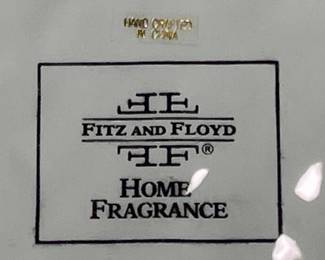 HAND CRAFTED
IN CHINA
FITZ AND FLOYD
®
HOME
FRAGRANCE